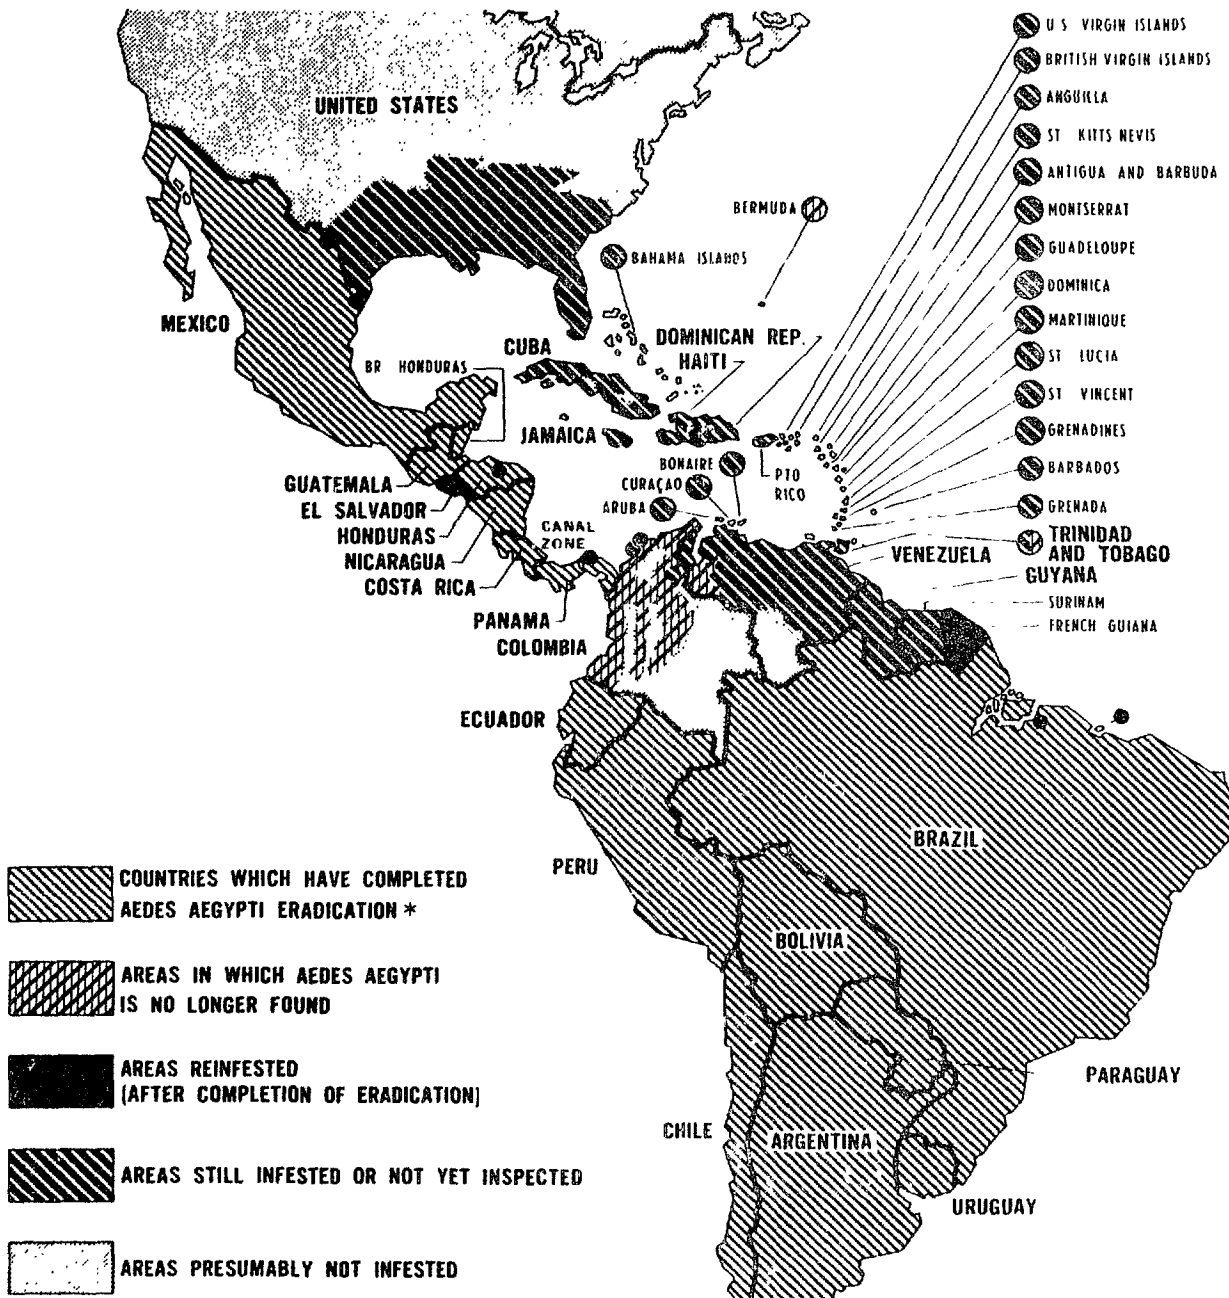 U S VIRGIN ISLANDS
BRITISH VIRGIN ISLANDS
ANGUILLA
ST KITTS NEVIS
ANTIGUA AND BARBUDA
MONTSERRAT
GUADELOUPE
DOMINICA
MARTINIQUE
ST LUCIA
ST VINCENT
GRENADINES
BARBADOS
GRENADA
TRINIDAD
AND TOBAGO
UNITED STATES
BERMUDA
BAHAMA ISLANDS
MEXICO
DOMINICAN REP.
HAITI
CUBA
BR HONDURAS
JAMAICA
BONAIRE
CURAÇAO
ARUBA
PTO
RICO
GUATEMALA
EL SALVADOR
HONDURAS
NICARAGUA
COSTA RICA
CANAL
ZONE
PANAMA
COLOMBIA
VENEZUELA
GUYANA
SURINAM
FRENCH GUIANA
ECUADOR
PERU
BRAZIL
BOLIVIA
PARAGUAY
CHILE
ARGENTINA
URUGUAY
COUNTRIES WHICH HAVE COMPLETED
AEDES AEGYPTI ERADICATION *
AREAS IN WHICH AEDES AEGYPTI
IS NO LONGER FOUND
AREAS REINFESTED
(AFTER COMPLETION OF ERADICATION)
AREAS STILL INFESTED OR NOT YET INSPECTED
AREAS PRESUMABLY NOT INFESTED